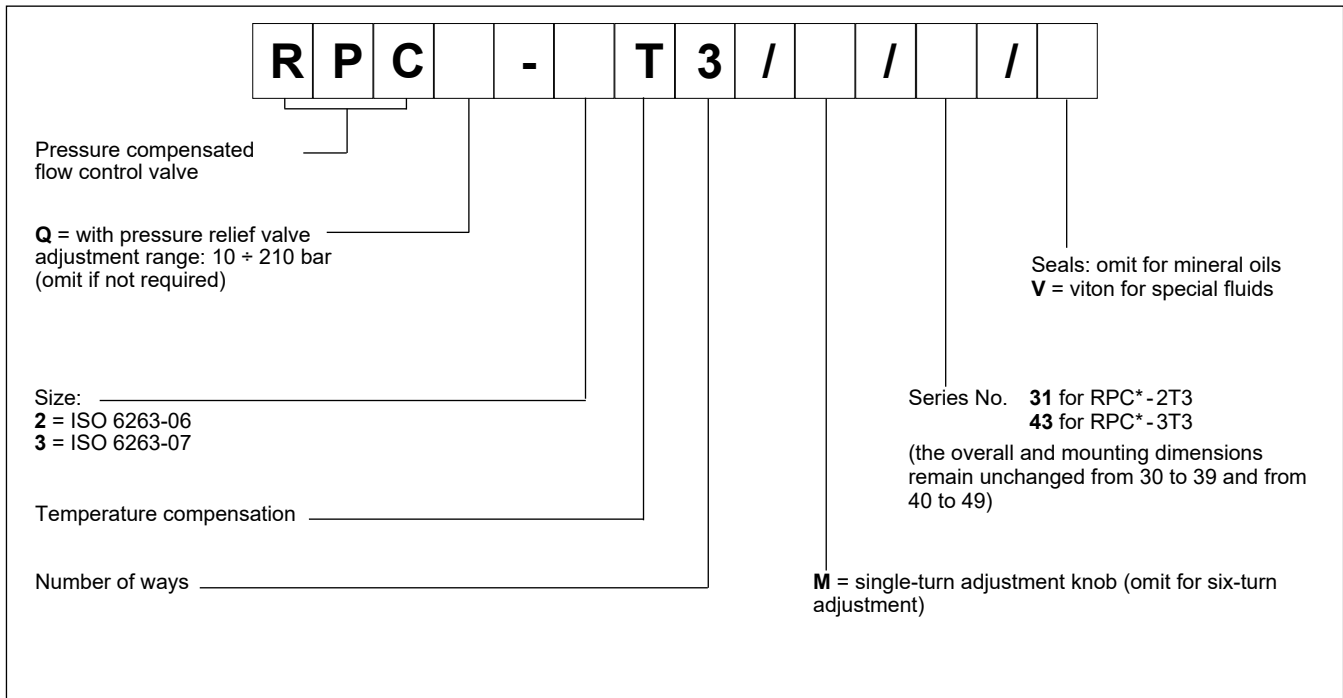 RPC - T3/ / /
Pressure compensated
flow control valve
Q = with pressure relief valve
adjustment range: 10 ÷ 210 bar
(omit if not required)
Seals: omit for mineral oils
V = viton for special fluids
Size:
2 = ISO 6263-06
3 = ISO 6263-07
Series No. 31 for RPC* - 2T3
43 for RPC* - 3T3
(the overall and mounting dimensions
remain unchanged from 30 to 39 and from
40 to 49)
Temperature compensation
Number of ways
M = single-turn adjustment knob (omit for six-turn
adjustment)